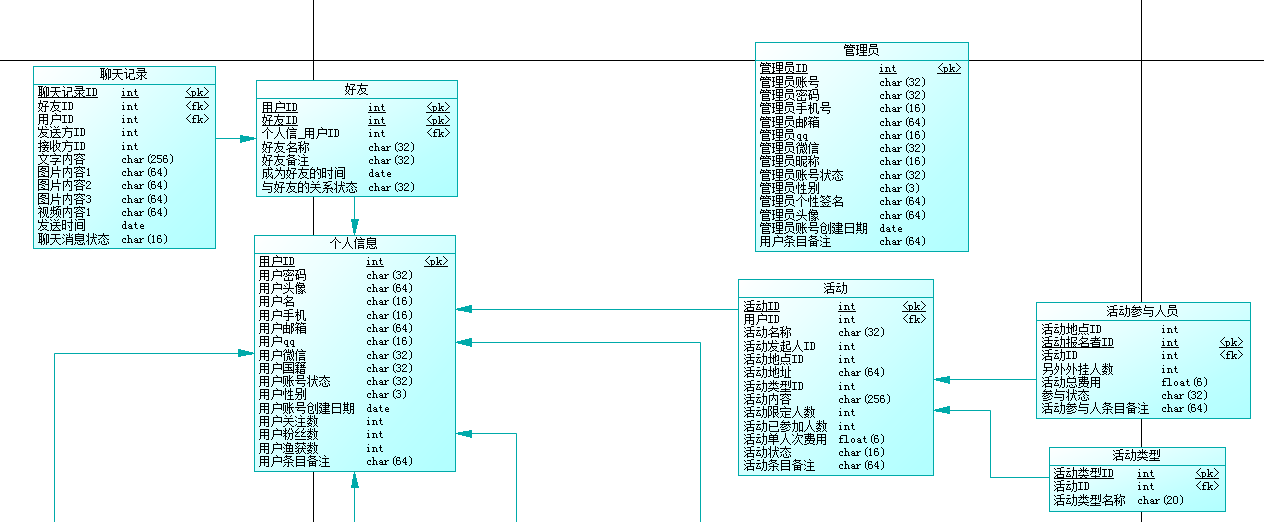 聊天记录
聊天记录ID int <pk>
好友ID int <fk>
用户ID int <fk>
发送方ID int
接收方ID int
文字内容 char(256)
图片内容1 char(64)
图片内容2 char(64)
图片内容3 char(64)
视频内容1 char(64)
发送时间 date
聊天消息状态 char(16)
好友
用户ID int <pk>
好友ID int <pk>
个人信_用户ID int <fk>
好友名称 char(32)
好友备注 char(32)
成为好友的时间 date
与好友的关系状态 char(32)
个人信息
用户ID int <pk>
用户密码 char(32)
用户头像 char(64)
用户名 char(16)
用户手机 char(16)
用户邮箱 char(64)
用户qq char(16)
用户微信 char(32)
用户国籍 char(32)
用户账号状态 char(32)
用户性别 char(3)
用户账号创建日期 date
用户关注数 int
用户粉丝数 int
用户渔获数 int
用户条目备注 char(64)
管理员
管理员ID int <pk>
管理员账号 char(32)
管理员密码 char(32)
管理员手机号 char(16)
管理员邮箱 char(64)
管理员qq char(16)
管理员微信 char(32)
管理员昵称 char(16)
管理员账号状态 char(32)
管理员性别 char(3)
管理员个性签名 char(64)
管理员头像 char(64)
管理员账号创建日期 date
用户条目备注 char(64)
活动
活动ID int <pk>
用户ID int <fk>
活动名称 char(32)
活动发起人ID int
活动地点ID int
活动地址 char(64)
活动类型ID int
活动内容 char(256)
活动限定人数 int
活动已参加人数 int
活动单人次费用 float(6)
活动状态 char(16)
活动条目备注 char(64)
活动参与人员
活动地点ID int
活动报名者ID int <pk>
活动ID int <fk>
另外外挂人数 int
活动总费用 float(6)
参与状态 char(32)
活动参与人条目备注 char(64)
活动类型
活动类型ID int <pk>
活动ID int <fk>
活动类型名称 char(20)